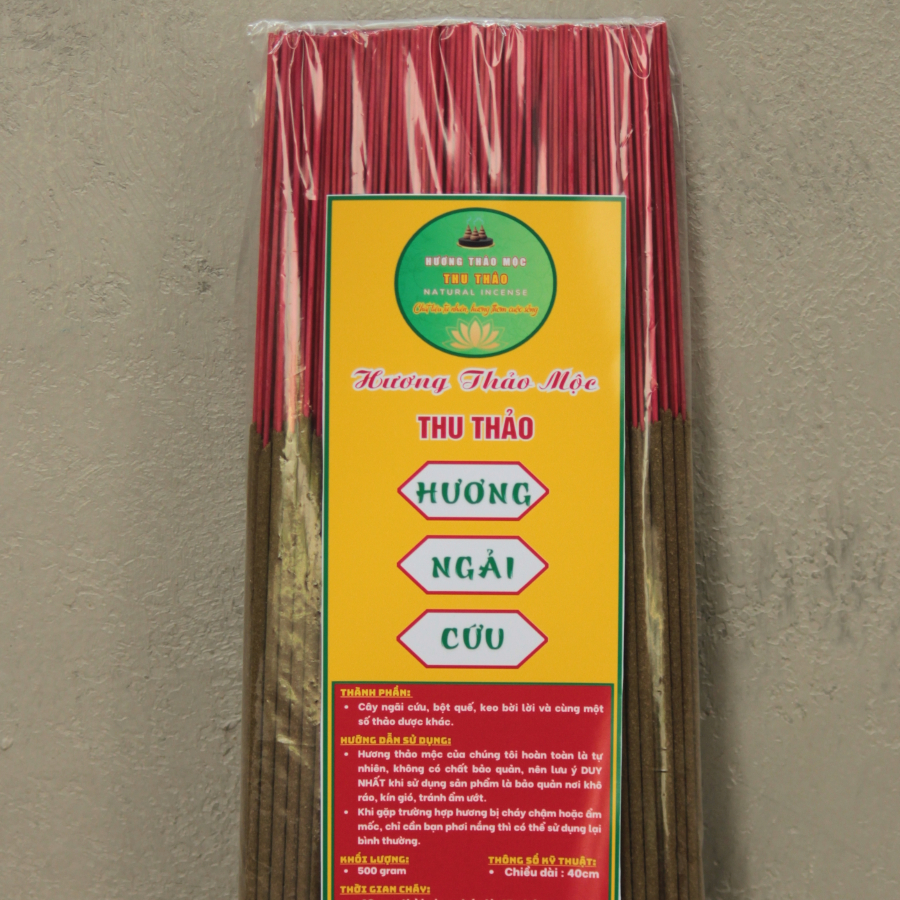 HƯƠNG THẢO MỘC
THU THẢO
NATURAL INCENSE
Hương Thảo Mộc
THU THẢO
HƯƠNG
NGẢI
CỨU
THÀNH PHẦN:
• Cây ngãi cứu, bột quế, keo bời lời và cùng một
số thảo dược khác.
HƯỚNG DẪN SỬ DỤNG:
• Hương thảo mộc của chúng tôi hoàn toàn là tự
nhiên, không có chất bảo quản, nên lưu ý DUY
NHẤT khi sử dụng sản phẩm là bảo quản nơi khô
ráo, kín gió, tránh ẩm ướt.
• Khi gặp trường hợp hương bị cháy chậm hoặc ẩm
mốc, chỉ cần bạn phơi nắng thì có thể sử dụng lại
bình thường.
KHỐI LƯỢNG:
• 500 gram
THÔNG SỐ KỸ THUẬT:
• Chiều dài : 40cm
THỜI GIAN CHÁY: